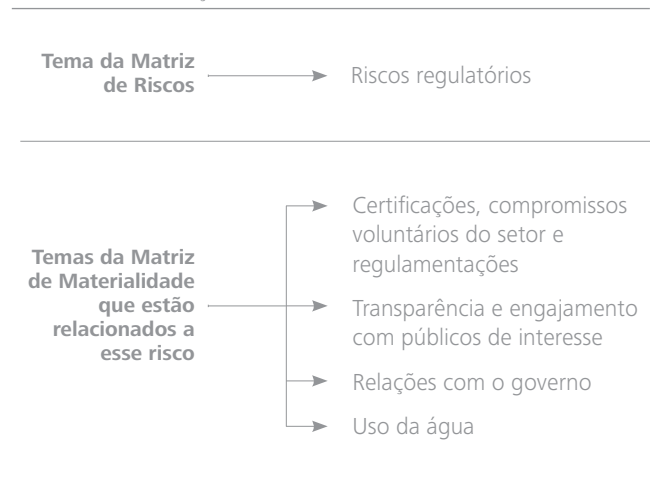 Tema da Matriz
de Riscos
Riscos regulatórios
Temas da Matriz
de Materialidade
que estão
relacionados a
esse risco
Certificações, compromissos
voluntários do setor e
regulamentações
Transparência e engajamento
com públicos de interesse
Relações com o governo
Uso da água